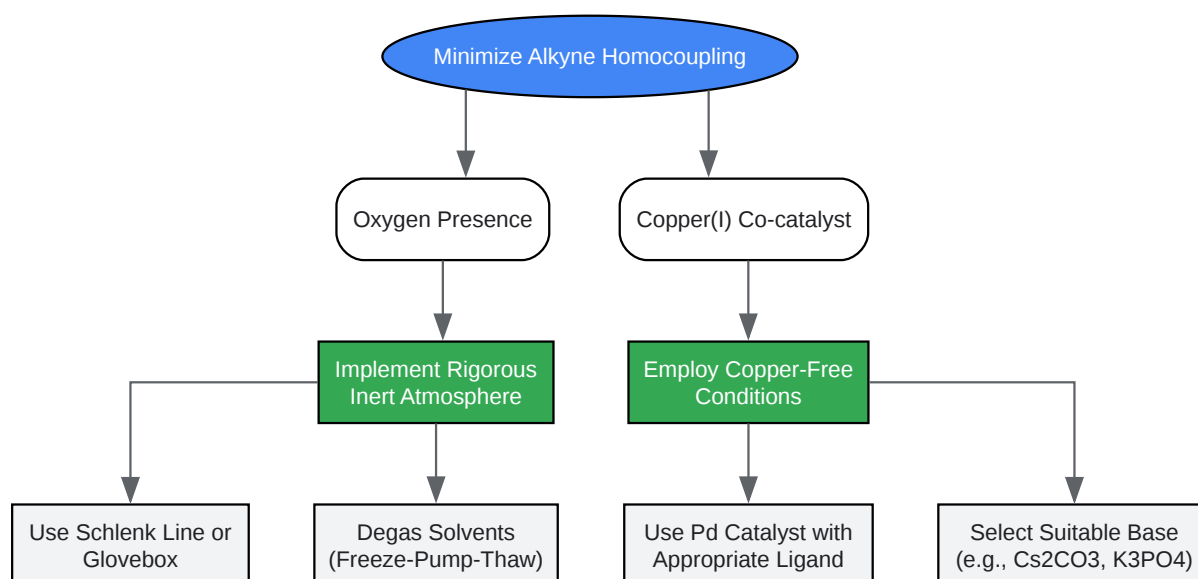 Minimize Alkyne Homocoupling
Oxygen Presence
Copper(I) Co-catalyst
Implement Rigorous
Inert Atmosphere
Employ Copper-Free
Conditions
Use Schlenk Line or
Glovebox
Degas Solvents
(Freeze-Pump-Thaw)
Use Pd Catalyst with
Appropriate Ligand
Select Suitable Base
(e.g., Cs2CO3, K3PO4)